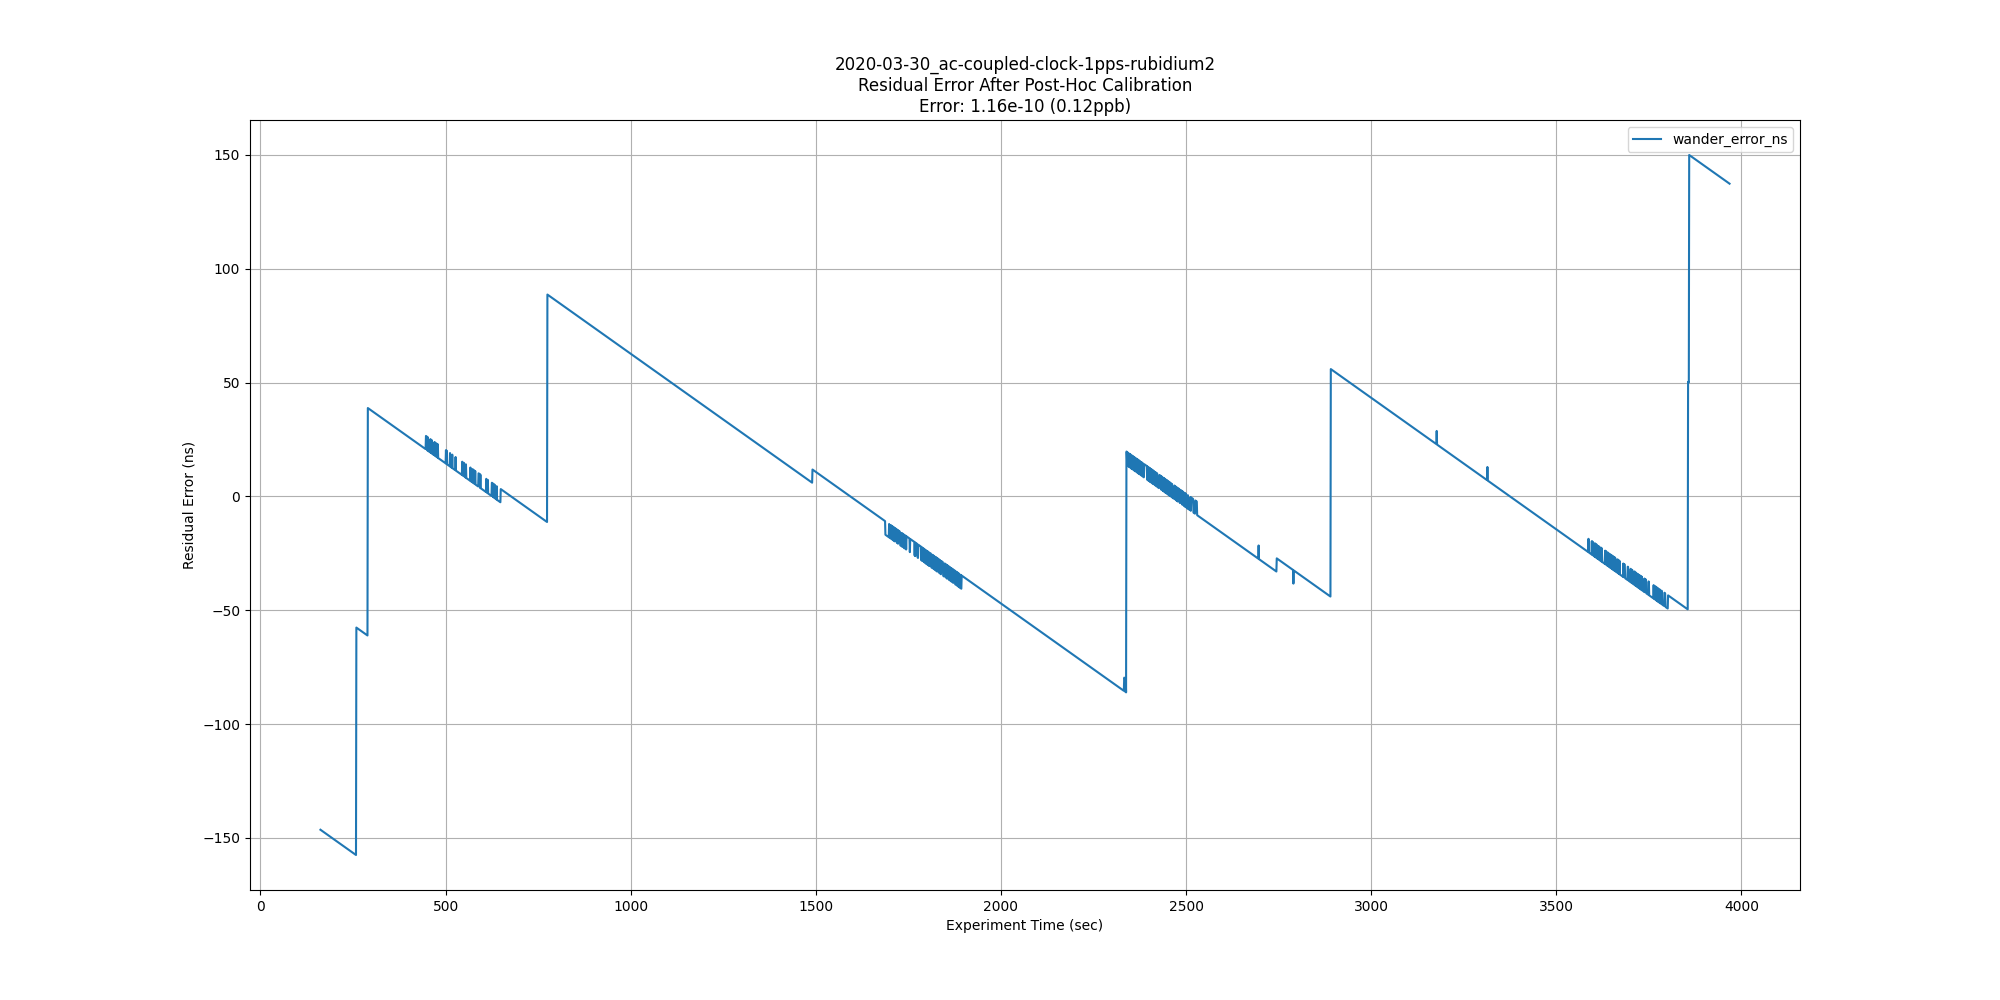 2020-03-30_ac-coupled-clock-1pps-rubidium2
Residual Error After Post-Hoc Calibration
Error: 1.16e-10 (0.12ppb)
wander_error_ns
150
100
50
0
−50
−100
−150
Residual Error (ns)
0 500 1000 1500 2000 2500 3000 3500 4000
Experiment Time (sec)